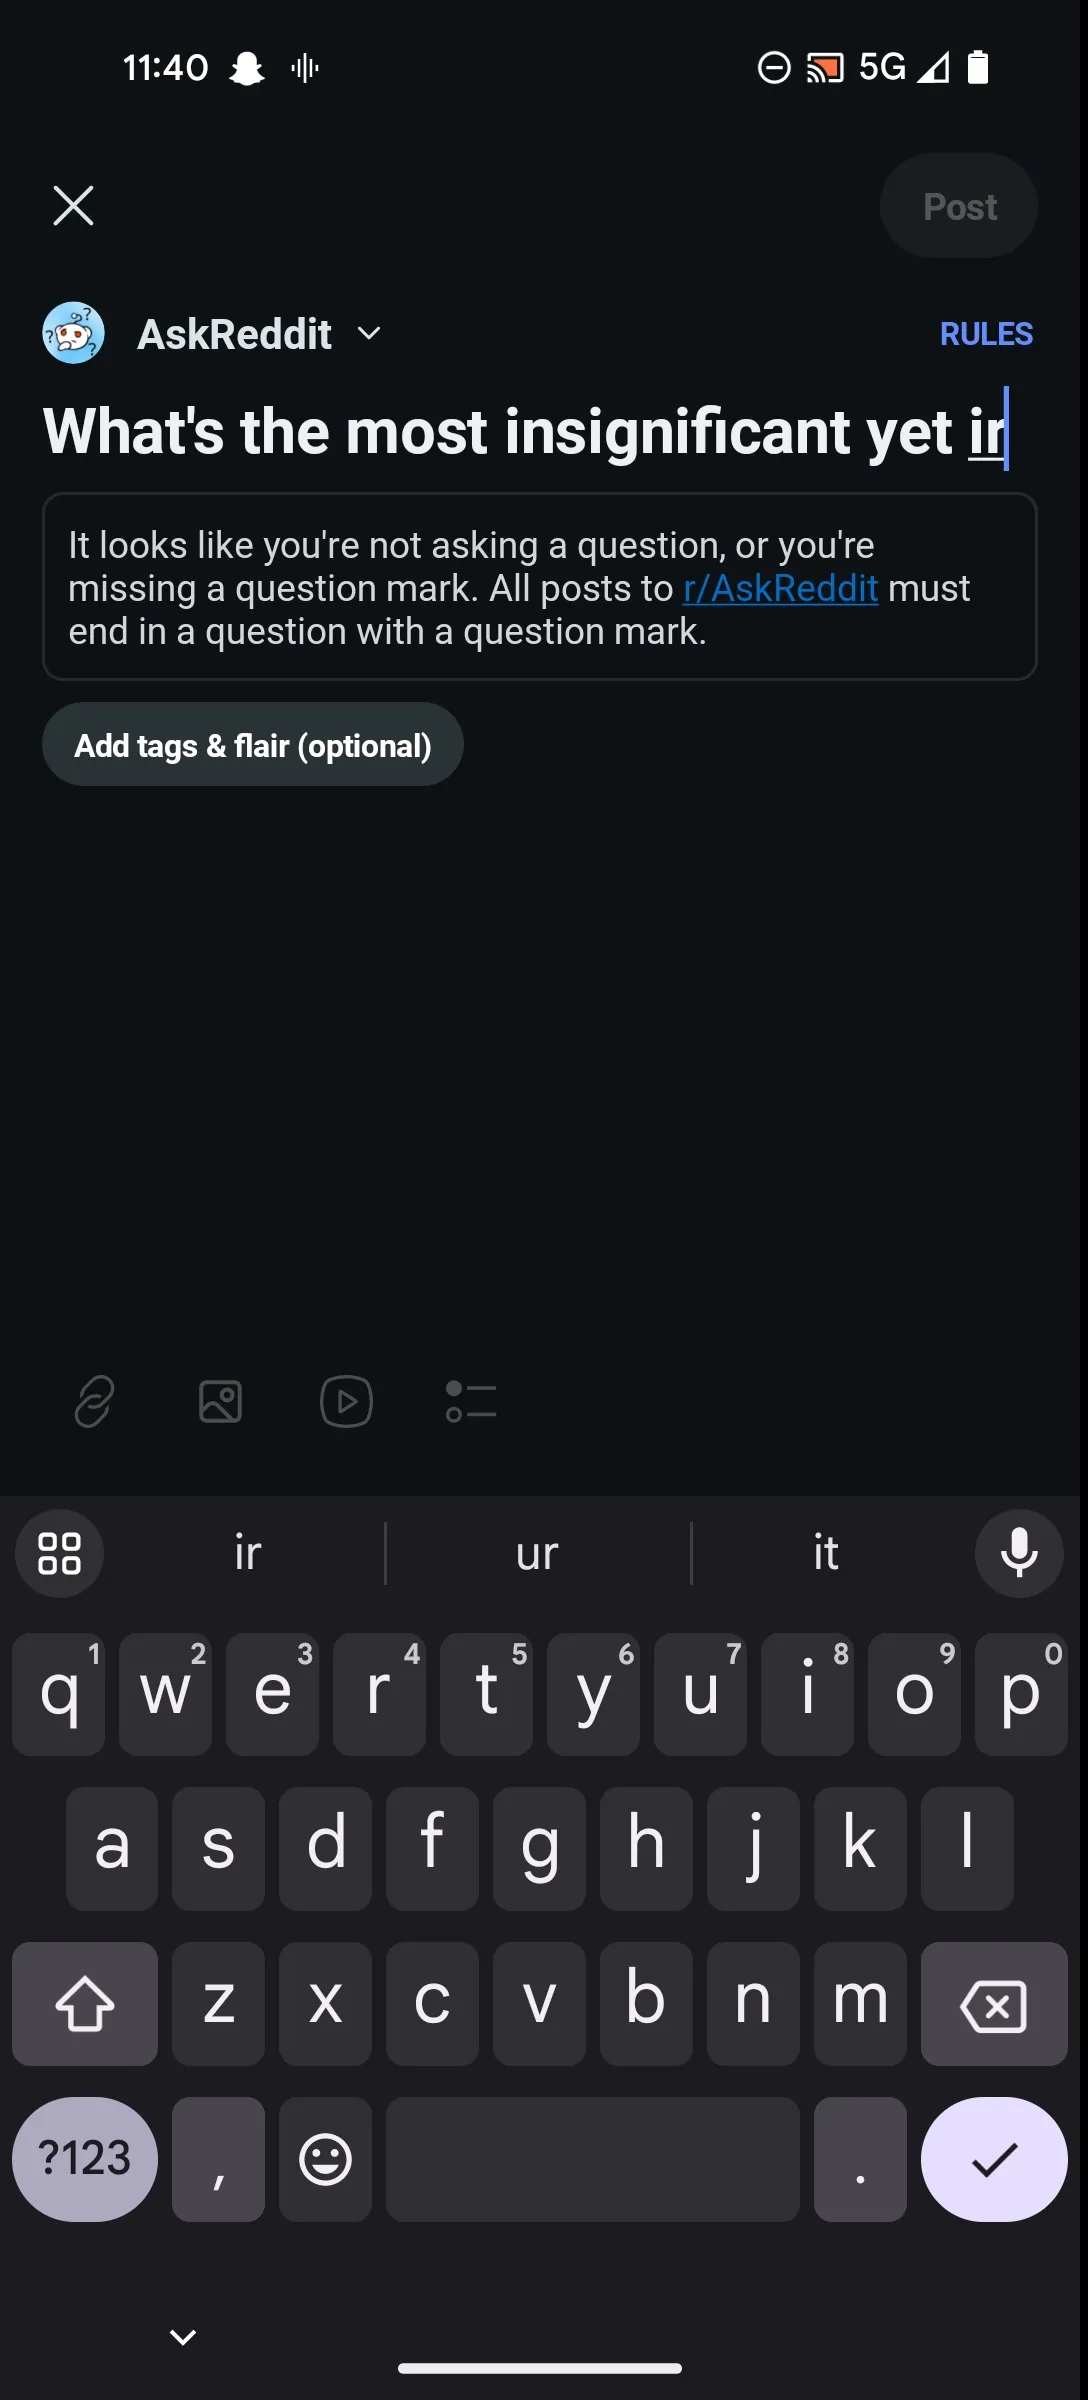 11:40 5G
Post
AskReddit RULES
What's the most insignificant yet ir
It looks like you're not asking a question, or you're
missing a question mark. All posts to r/AskReddit must
end in a question with a question mark.
Add tags & flair (optional)
ir ur it
q1 w2 e3 r4 t5 y6 u7 i8 o9 p0
a s d f g h j k l
z x c v b n m
?123 , .